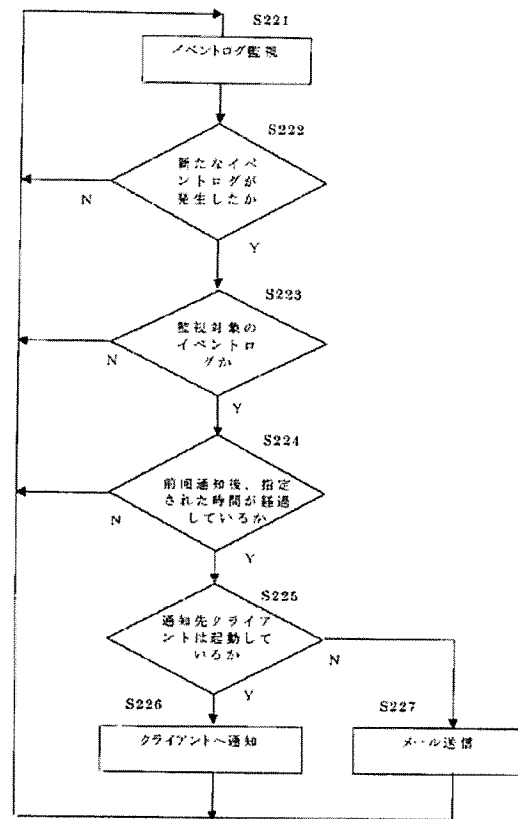 S221
イベントログ監視
S222
新たなイベ
ントログが
発生したか
N
Y
S223
監視対象の
イベントロ
グか
N
Y
S224
前回通知後、指定
された時間が経過
しているか
N
Y
S225
通知先クライア
ントは起動して
いるか
N
Y
S226
クライアントへ通知
S227
メール送信